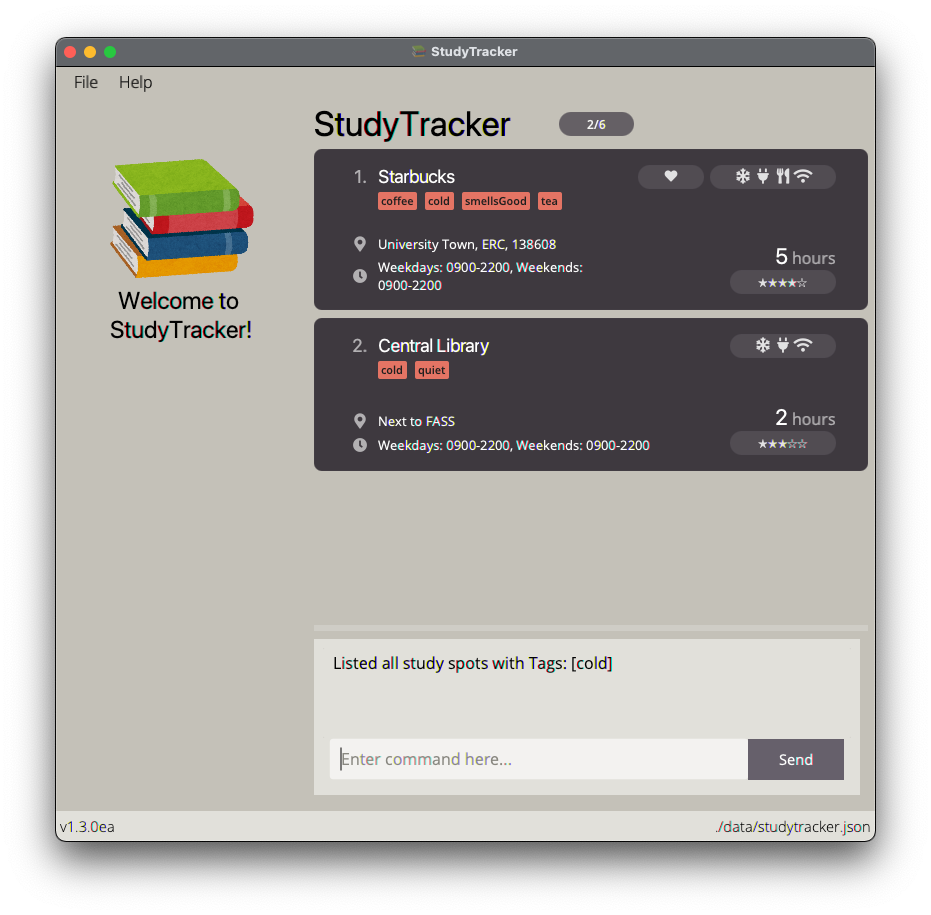 StudyTracker
File Help
StudyTracker 2/6
Welcome to
StudyTracker!
1. Starbucks
coffee cold smellsGood tea
University Town, ERC, 138608
Weekdays: 0900-2200, Weekends:
0900-2200
5 hours
★★★★☆
2. Central Library
cold quiet
Next to FASS
Weekdays: 0900-2200, Weekends: 0900-2200
2 hours
★★★☆☆
Listed all study spots with Tags: [cold]
Enter command here...
Send
v1.3.0ea
./data/studytracker.json